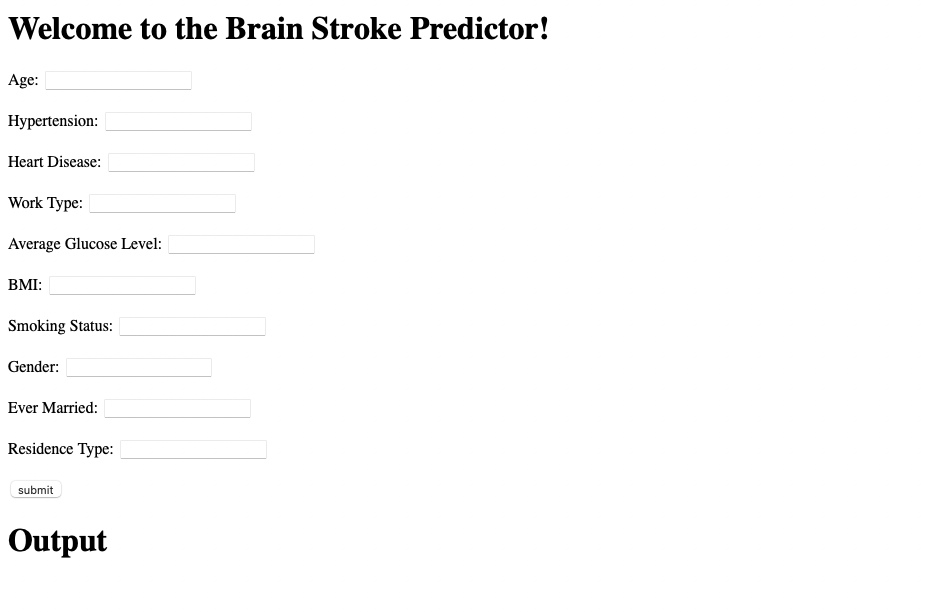 Welcome to the Brain Stroke Predictor!
Age:
Hypertension:
Heart Disease:
Work Type:
Average Glucose Level:
BMI:
Smoking Status:
Gender:
Ever Married:
Residence Type:
submit
Output